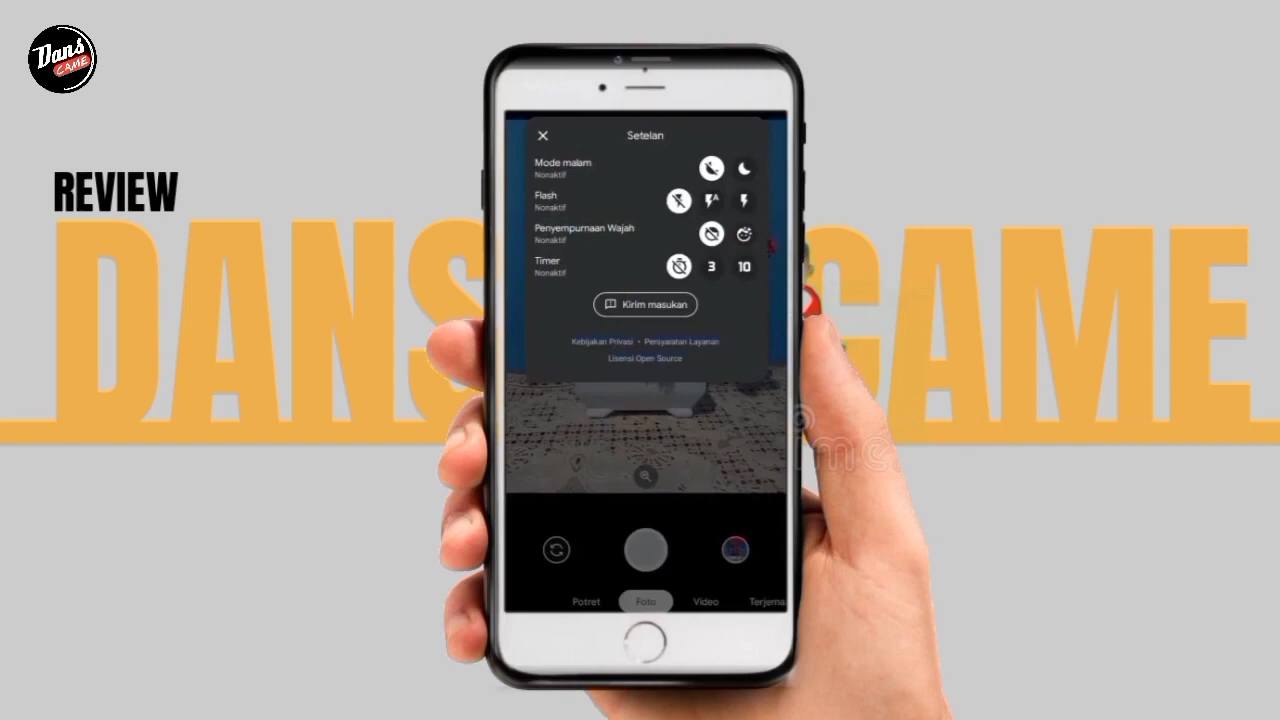 Dans
GAME
REVIEW
DANS GAME
Setelan
Mode malam
Nonaktif
Flash
Nonaktif
A
Penyempurnaan Wajah
Nonaktif
Timer
Nonaktif
3
10
Kirim masukan
Kebijakan Privasi • Persyaratan Layanan
Lisensi Open Source
Potret
Foto
Video
Terjema